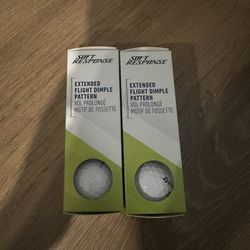 SOFT
RESPONSE
EXTENDED
FLIGHT DIMPLE
PATTERN
VOL PROLONGÉ
MOTIF DE FOSSETTE
SOFT
RESPONSE
EXTENDED
FLIGHT DIMPLE
PATTERN
VOL PROLONGÉ
MOTIF DE FOSSETTE